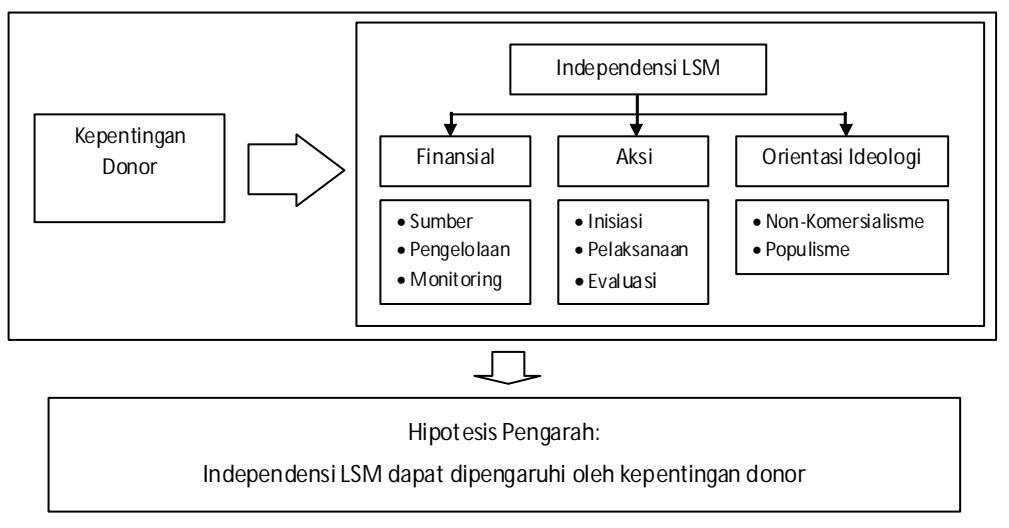 Kepentingan
Donor
Independensi LSM
Finansial
Aksi
Orientasi Ideologi
• Sumber
• Pengelolaan
• Monitoring
• Inisiasi
• Pelaksanaan
• Evaluasi
• Non-Komersialisme
• Populisme
Hipotesis Pengarah:
Independensi LSM dapat dipengaruhi oleh kepentingan donor